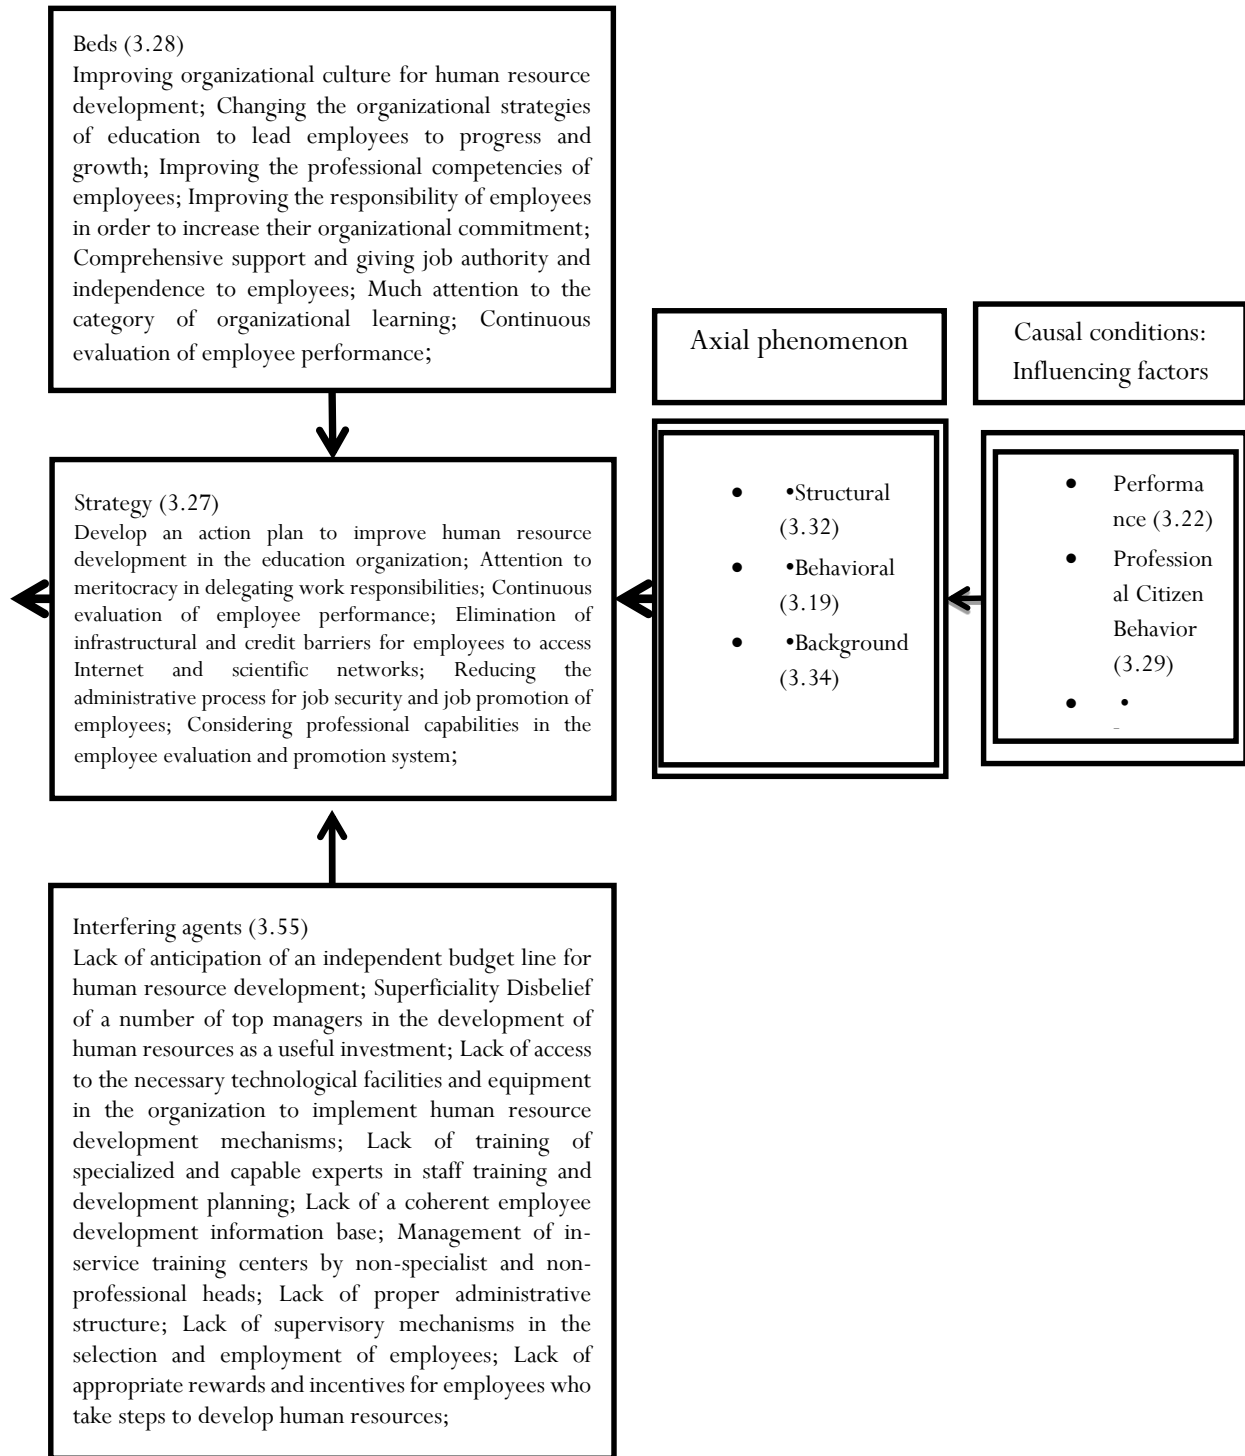 Beds (3.28)
Improving organizational culture for human resource
development; Changing the organizational strategies
of education to lead employees to progress and
growth; Improving the professional competencies of
employees; Improving the responsibility of employees
in order to increase their organizational commitment;
Comprehensive support and giving job authority and
independence to employees; Much attention to the
category of organizational learning; Continuous
evaluation of employee performance;
Axial phenomenon
Causal conditions:
Influencing factors
Strategy (3.27)
Develop an action plan to improve human resource
development in the education organization; Attention to
meritocracy in delegating work responsibilities; Continuous
evaluation of employee performance; Elimination of
infrastructural and credit barriers for employees to access
Internet and scientific networks; Reducing the
administrative process for job security and job promotion of
employees; Considering professional capabilities in the
employee evaluation and promotion system;
• •Structural
(3.32)
• •Behavioral
(3.19)
• •Background
(3.34)
• Performa
nce (3.22)
• Profession
al Citizen
Behavior
(3.29)
• •
Interfering agents (3.55)
Lack of anticipation of an independent budget line for
human resource development; Superficiality Disbelief
of a number of top managers in the development of
human resources as a useful investment; Lack of access
to the necessary technological facilities and equipment
in the organization to implement human resource
development mechanisms; Lack of training of
specialized and capable experts in staff training and
development planning; Lack of a coherent employee
development information base; Management of in-
service training centers by non-specialist and non-
professional heads; Lack of proper administrative
structure; Lack of supervisory mechanisms in the
selection and employment of employees; Lack of
appropriate rewards and incentives for employees who
take steps to develop human resources;